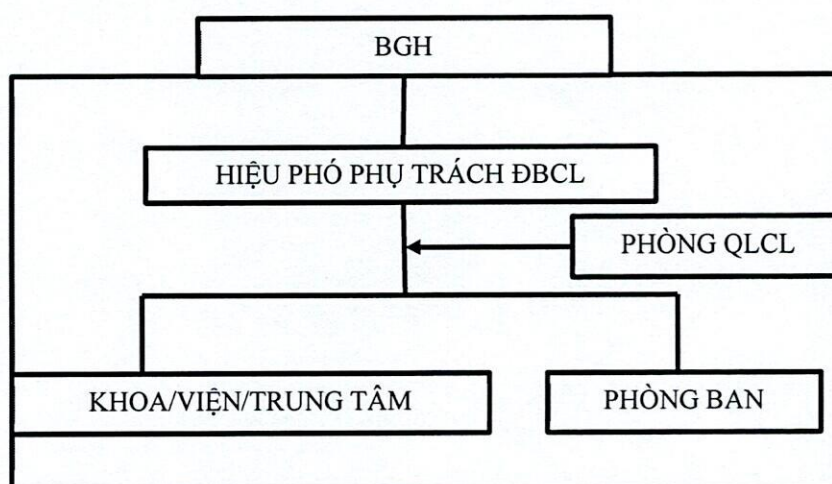 BGH
HIỆU PHÓ PHỤ TRÁCH ĐBCL
PHÒNG QLCL
KHOA/VIỆN/TRUNG TÂM
PHÒNG BAN